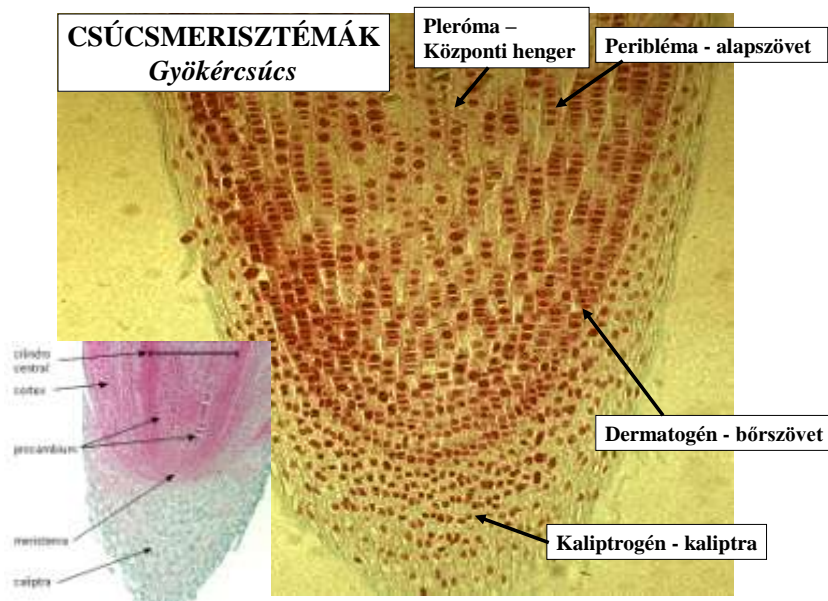 CSÚCSMERISZTÉMÁK
Gyökércsúcs
Pleróma –
Központi henger
Peribléma - alapszövet
Dermatogén - bőrszövet
Kaliptrogén - kaliptra
cilindro
central
cortex
procambium
meristema
caliptra